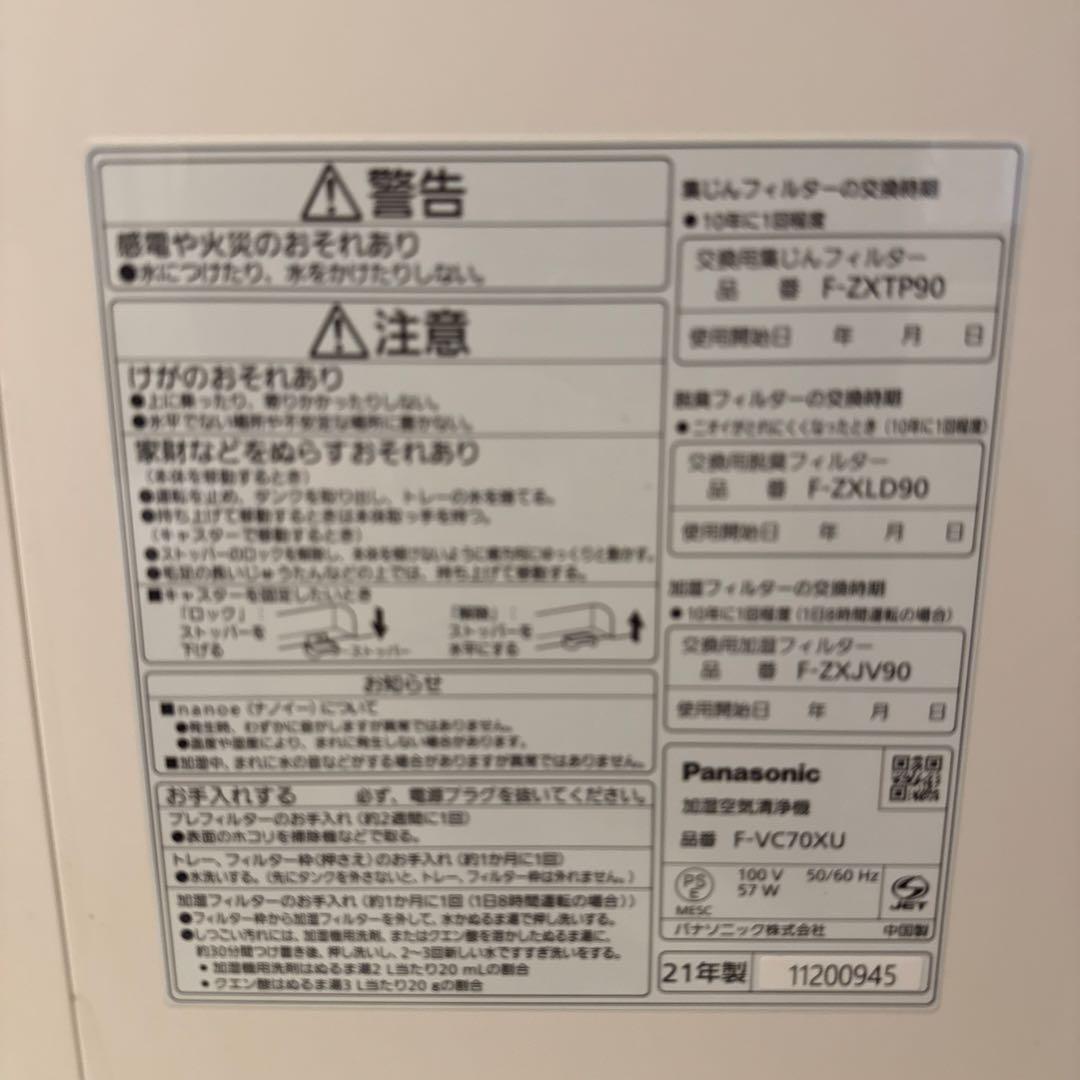 警告
感電や火災のおそれあり
●水につけたり、水をかけたりしない。
注意
けがのおそれあり
●上に乗ったり、寄りかかったりしない。
●水平でない場所や不安定な場所に置かない。
家財などをぬらすおそれあり
（本体を移動するとき）
●運転を止め、タンクを取り出し、トレーの水を捨てる。
●持ち上げて移動するときは本体取っ手を持つ。
（キャスターで移動するとき）
●ストッパーのロックを解除し、本体を傾けないように横方向にゆっくりと動かす。
●毛足の長いじゅうたんなどの上では、持ち上げて移動する。
■キャスターを固定したいとき
「ロック」：
ストッパーを
下げる
ストッパー
「解除」：
ストッパーを
水平にする
お知らせ
■nanoe（ナノイー）について
●発生時、わずかに音がしますが異常ではありません。
●温度や湿度により、まれに発生しない場合があります。
■加湿中、まれに水の音などがする場合がありますが異常ではありません。
お手入れする 必ず、電源プラグを抜いてください。
プレフィルターのお手入れ（約2週間に1回）
●表面のホコリを掃除機などで取る。
トレー、フィルター枠（押さえ）のお手入れ（約1か月に1回）
●水洗いする。（先にタンクを外さないと、トレー、フィルター枠は外れません。）
加湿フィルターのお手入れ（約1か月に1回（1日8時間運転の場合））
●フィルター枠から加湿フィルターを外して、水かぬるま湯で押し洗いする。
●しつこい汚れには、加湿機用洗剤、またはクエン酸を溶かしたぬるま湯に、
約30分間つけ置き後、押し洗いし、2～3回新しい水ですすぎ洗いをする。
• 加湿機用洗剤はぬるま湯2 L当たり20 mLの割合
• クエン酸はぬるま湯3 L当たり20 gの割合
集じんフィルターの交換時期
●10年に1回程度
交換用集じんフィルター
品 番 F-ZXTP90
使用開始日 年 月 日
脱臭フィルターの交換時期
●ニオイがとれにくくなったとき（10年に1回程度）
交換用脱臭フィルター
品 番 F-ZXLD90
使用開始日 年 月 日
加湿フィルターの交換時期
●10年に1回程度（1日8時間運転の場合）
交換用加湿フィルター
品 番 F-ZXJV90
使用開始日 年 月 日
Panasonic
加湿空気清浄機
品番 F-VC70XU
PS
E
MESC
100 V 50/60 Hz
57 W
JET
パナソニック株式会社 中国製
21年製 11200945